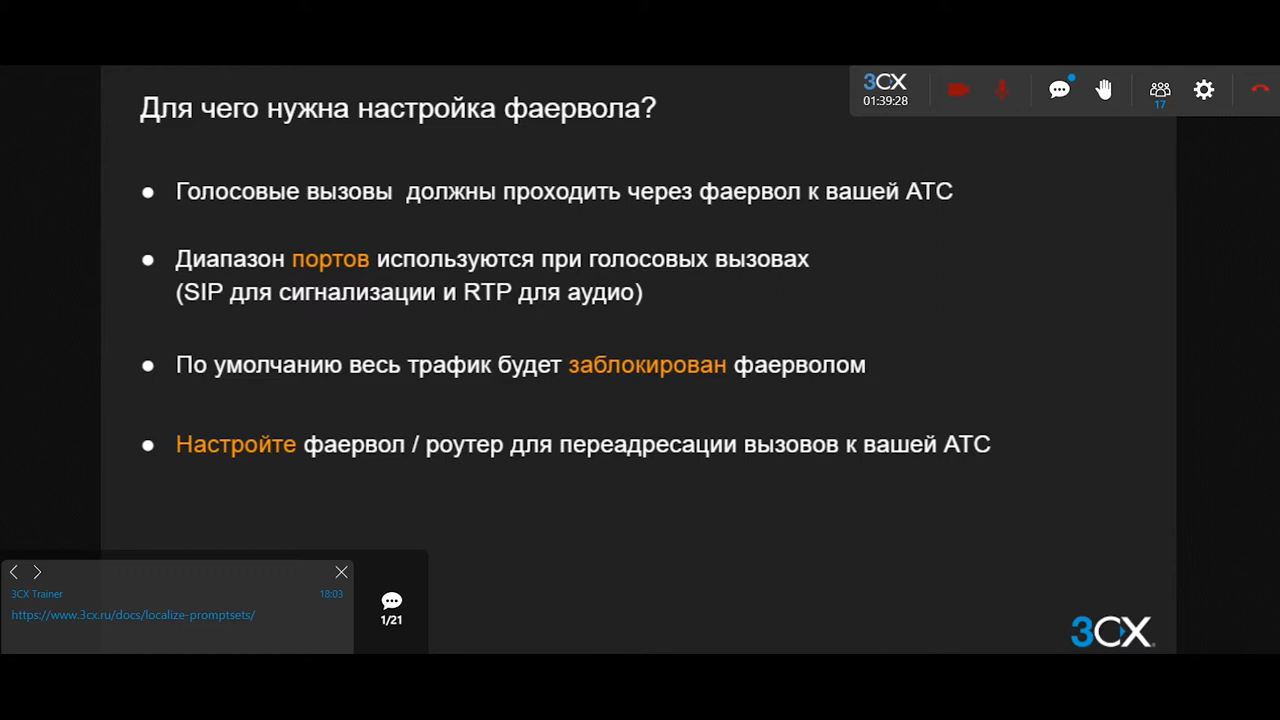 Для чего нужна настройка фаервола?
3CX
01:39:28
17
● Голосовые вызовы должны проходить через фаервол к вашей АТС
● Диапазон портов используются при голосовых вызовах
(SIP для сигнализации и RTP для аудио)
● По умолчанию весь трафик будет заблокирован фаерволом
● Настройте фаервол / роутер для переадресации вызовов к вашей АТС
3CX Trainer 18:03
https://www.3cx.ru/docs/localize-promptsets/
1/21
3CX